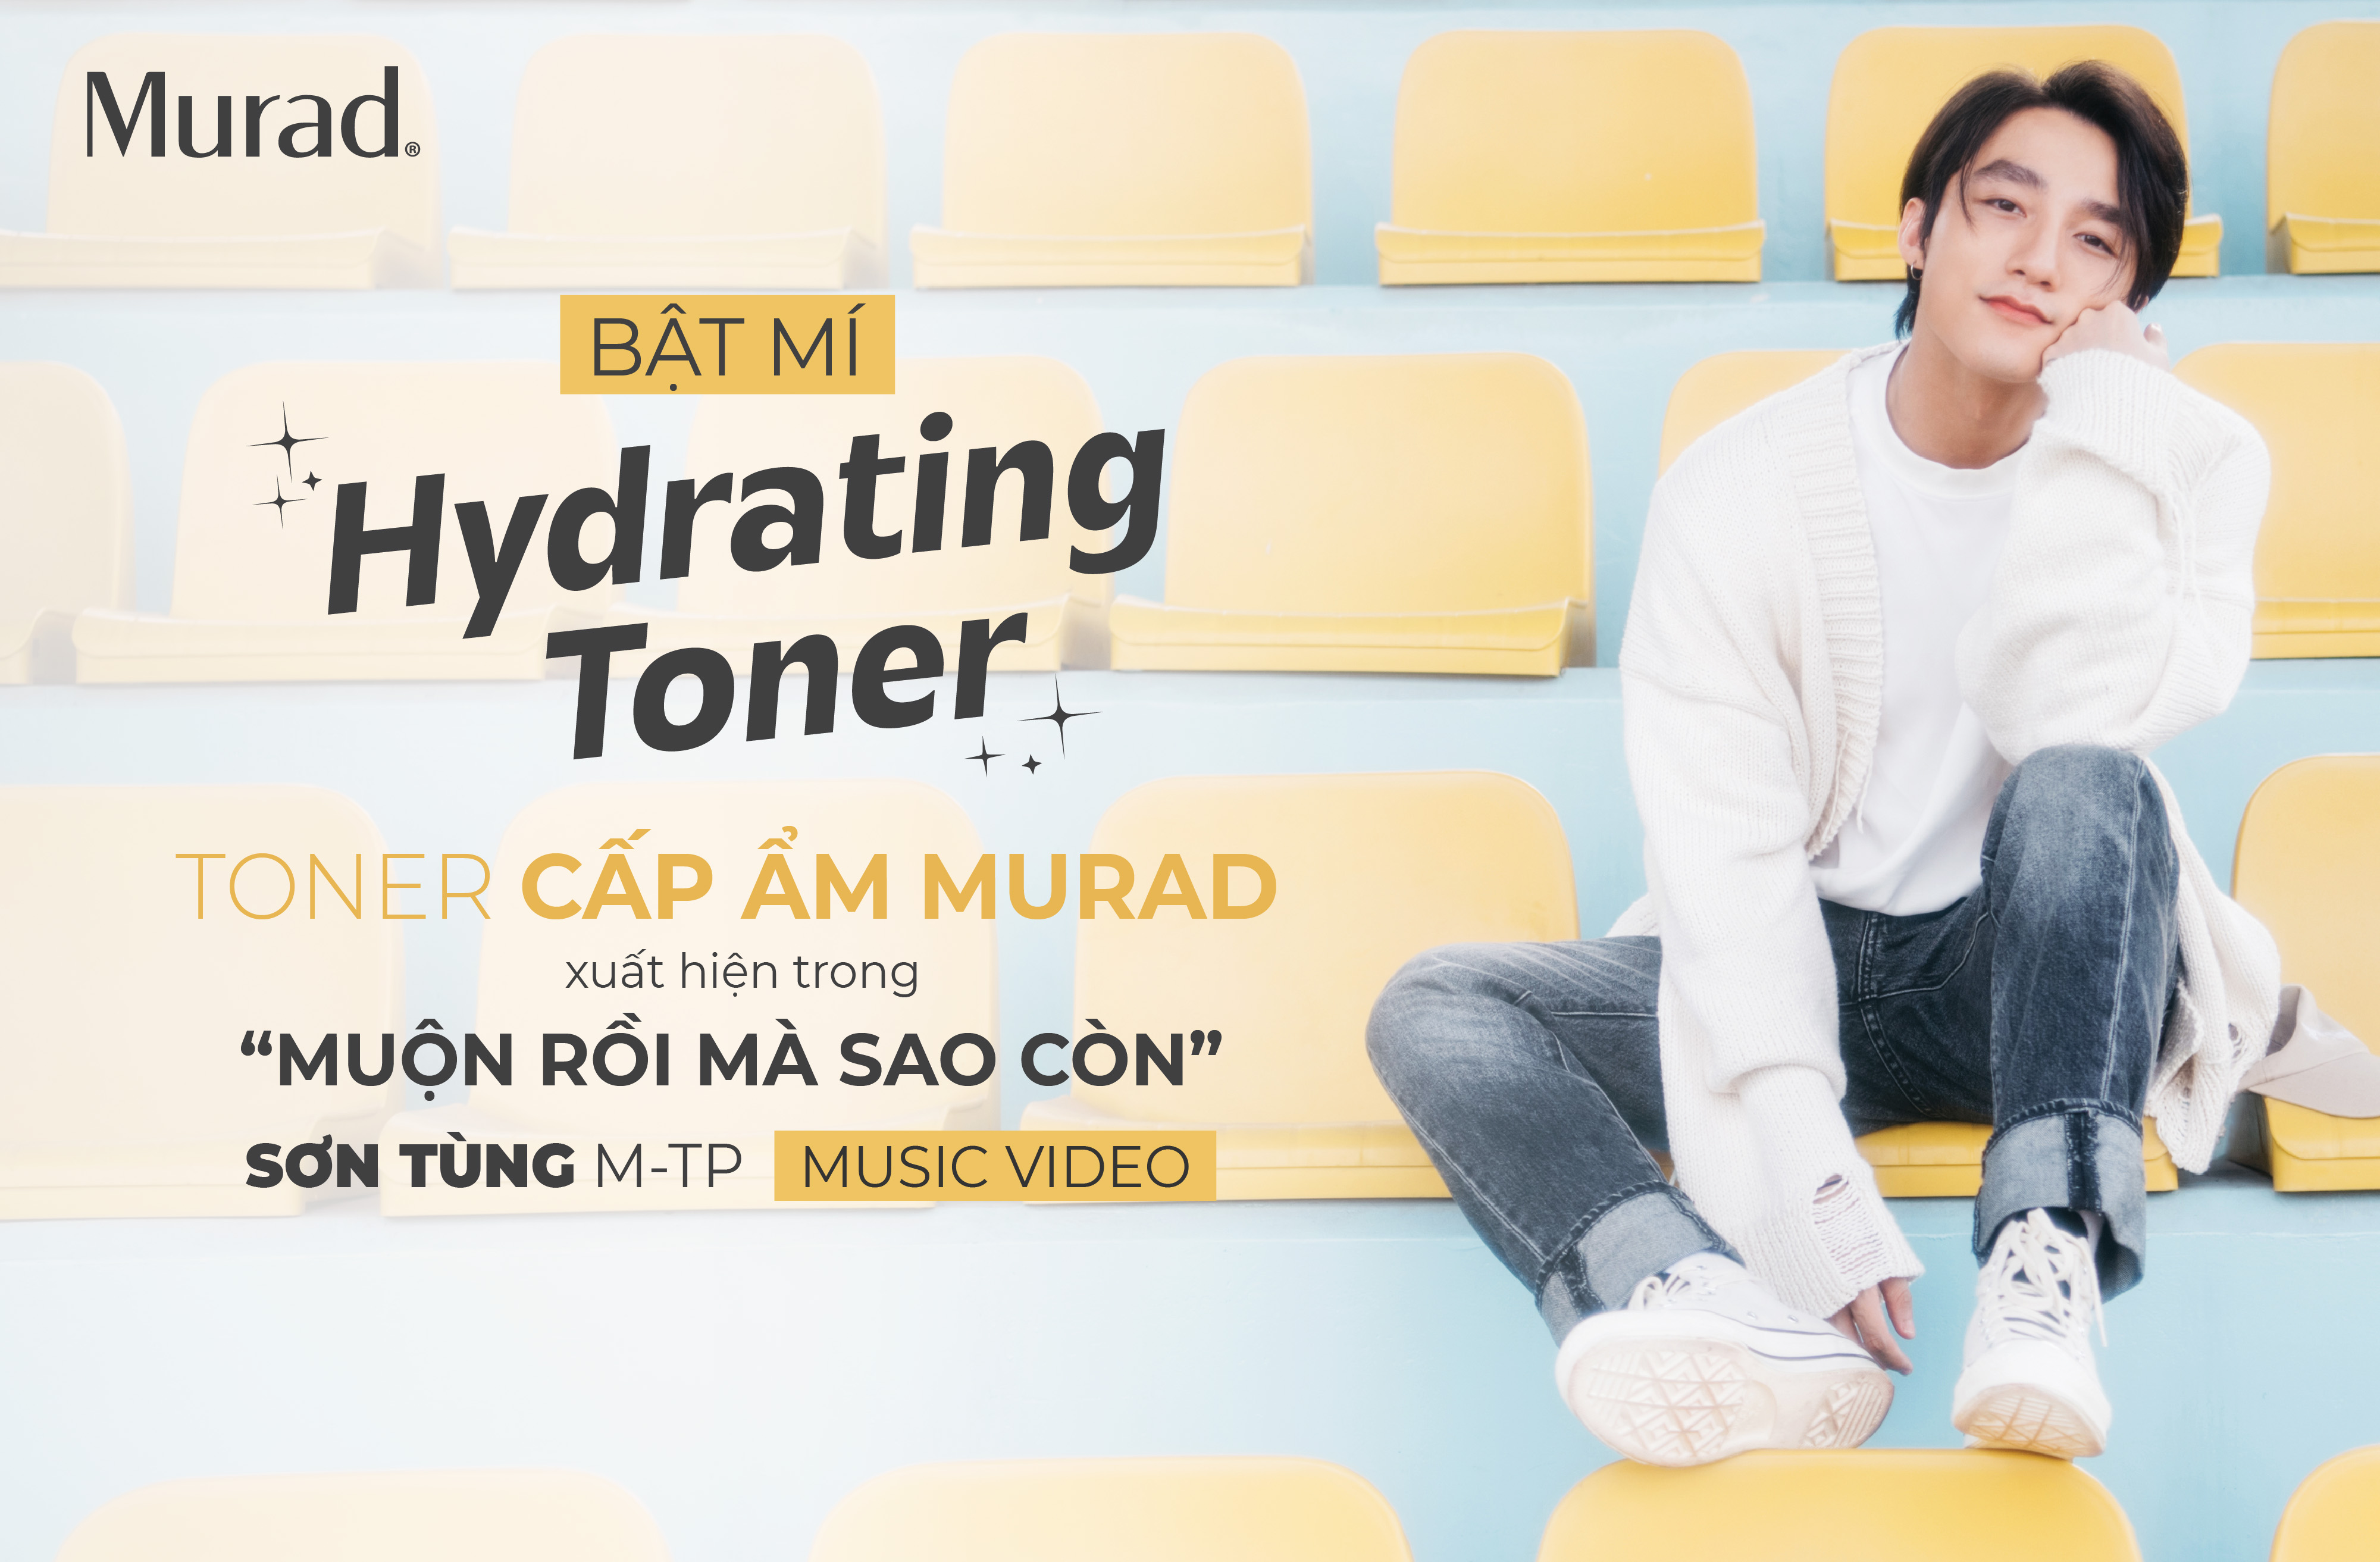 Murad®
BẬT MÍ
Hydrating
Toner
TONER CẤP ẨM MURAD
xuất hiện trong
“MUỘN RỒI MÀ SAO CÒN”
SƠN TÙNG M-TP MUSIC VIDEO